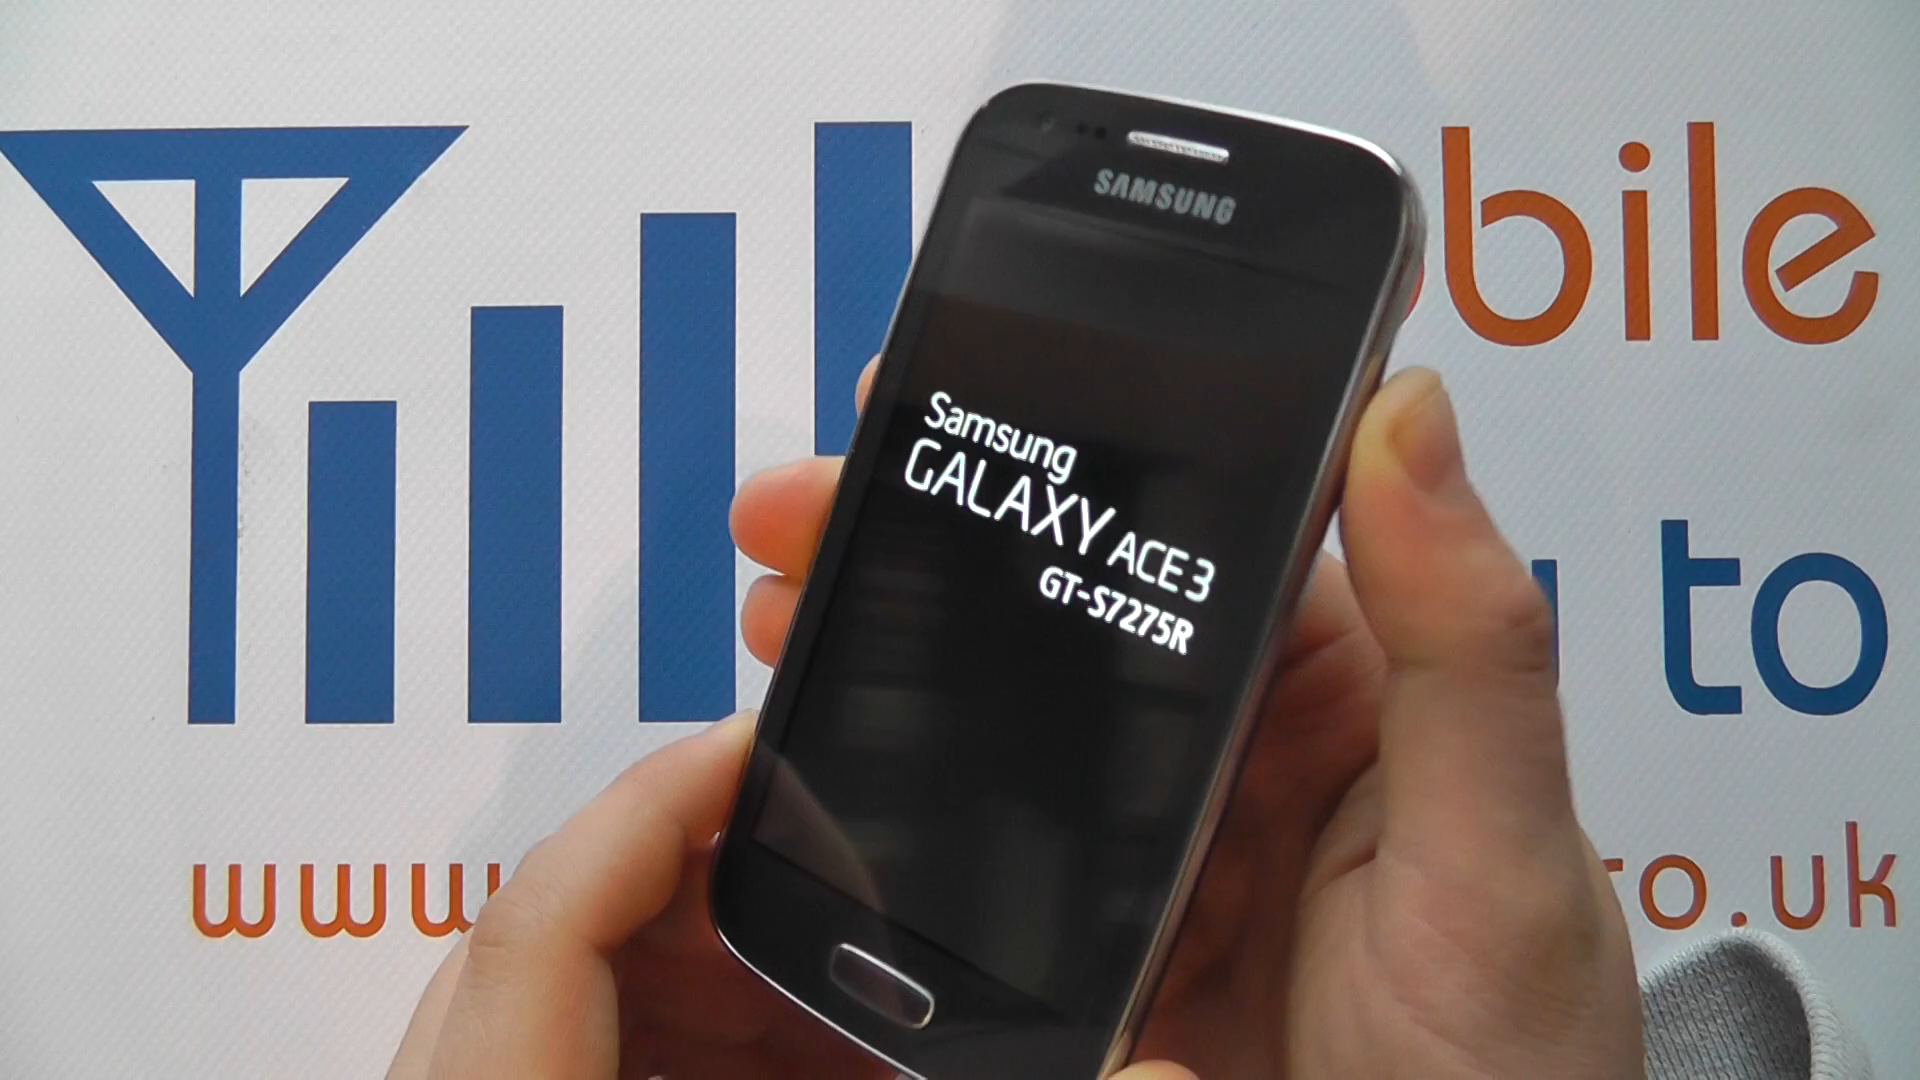 SAMSUNG
Samsung
GALAXY ACE 3
GT-S7275R
bile
to
www
ro.uk